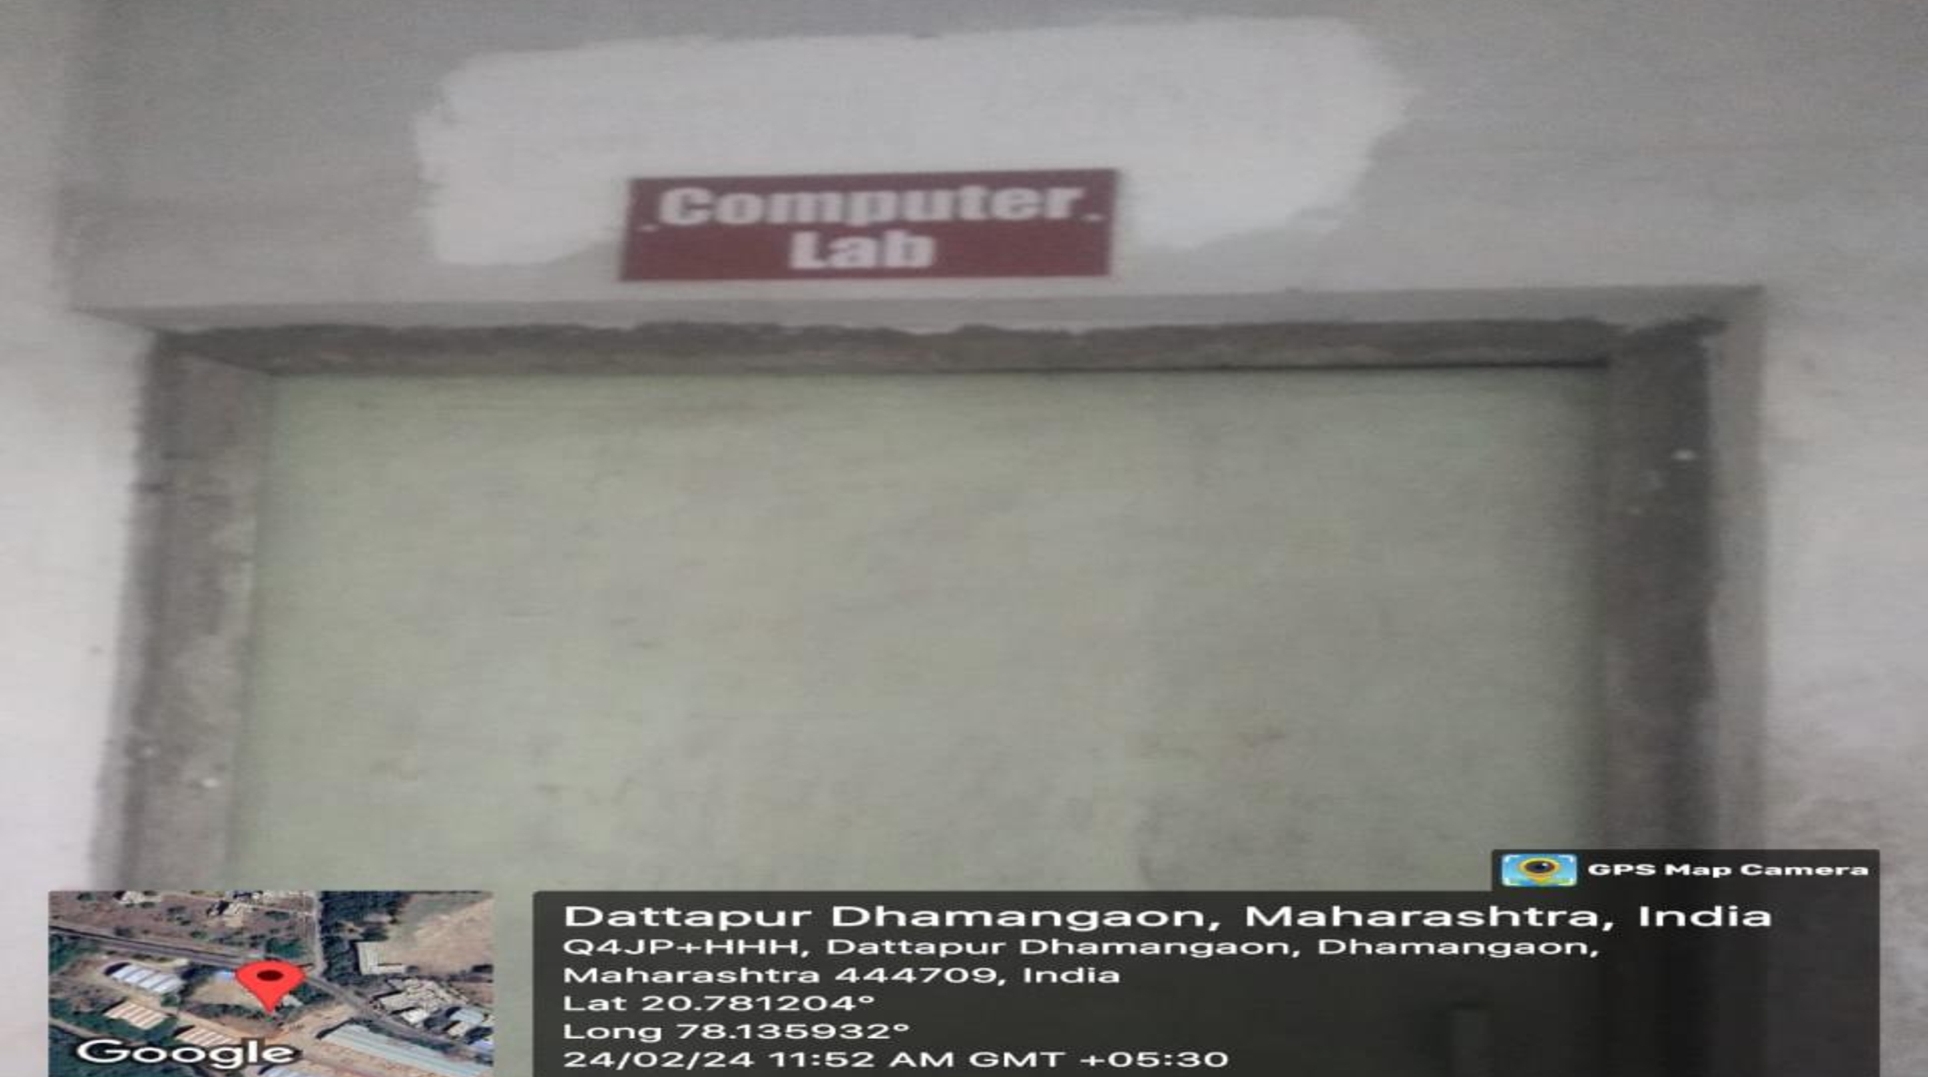 Computer
Lab
GPS Map Camera
Dattapur Dhamangaon, Maharashtra, India
Q4JP+HHH, Dattapur Dhamangaon, Dhamangaon,
Maharashtra 444709, India
Lat 20.781204°
Long 78.135932°
24/02/24 11:52 AM GMT +05:30
Google